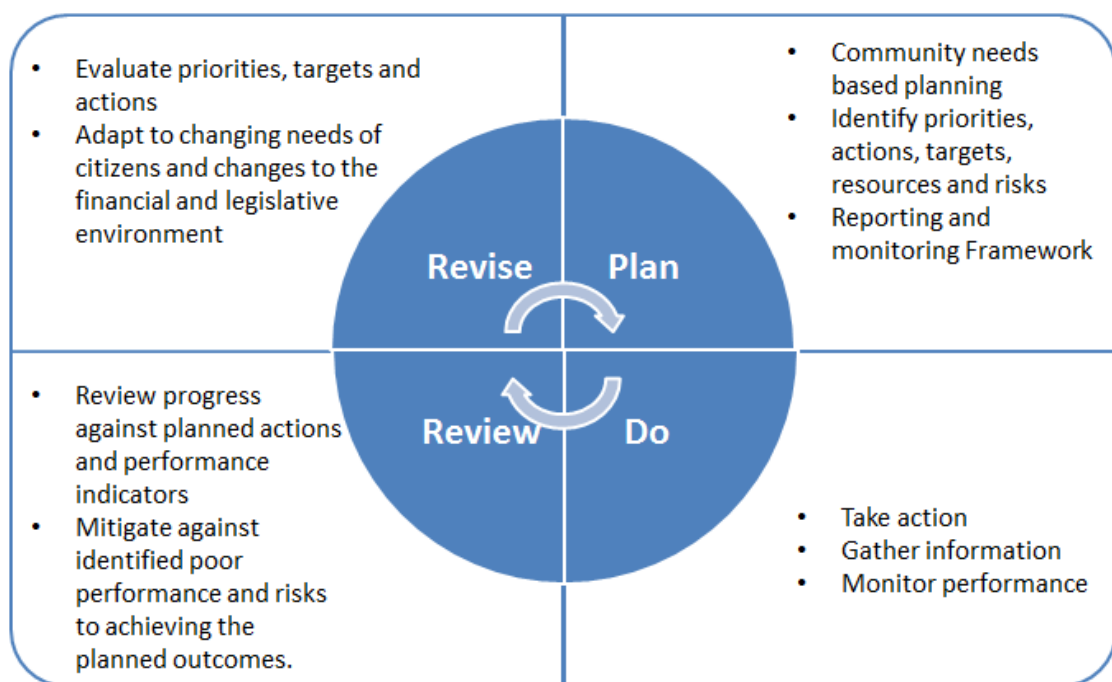 • Evaluate priorities, targets and
actions
• Adapt to changing needs of
citizens and changes to the
financial and legislative
environment
• Community needs
based planning
• Identify priorities,
actions, targets,
resources and risks
• Reporting and
monitoring Framework
Revise
Plan
Review
Do
• Review progress
against planned actions
and performance
indicators
• Mitigate against
identified poor
performance and risks
to achieving the
planned outcomes.
• Take action
• Gather information
• Monitor performance